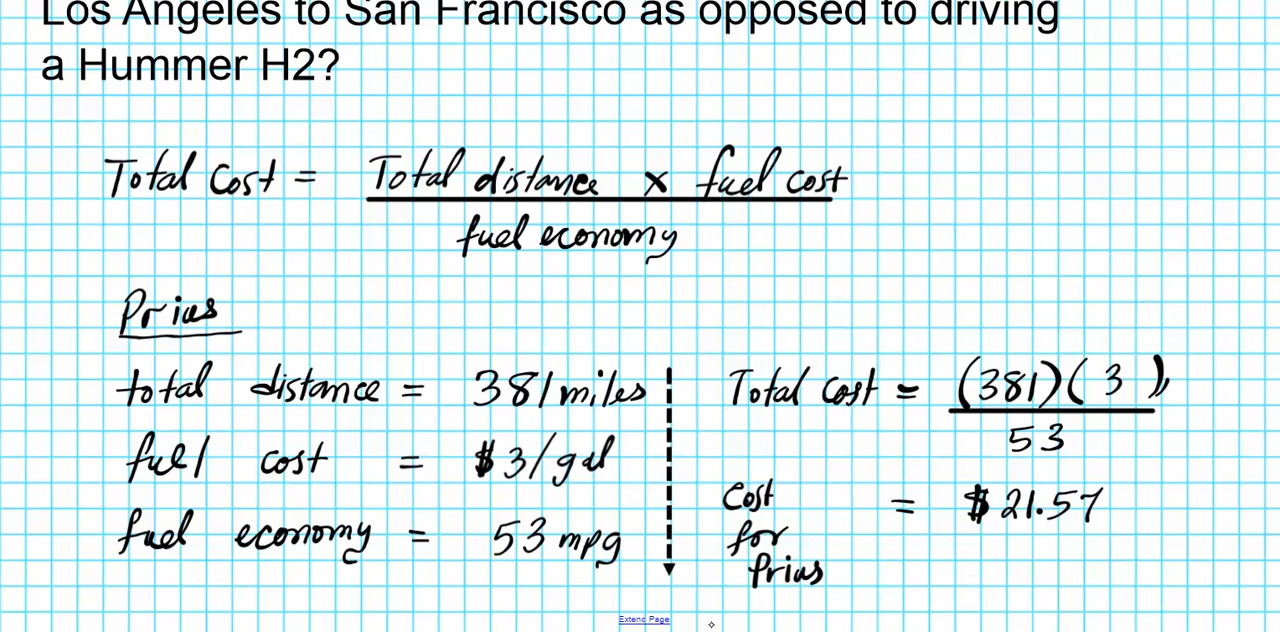 Los Angeles to San Francisco as opposed to driving
a Hummer H2?
Total Cost = Total distance x fuel cost
fuel economy
Prius
total distance = 381 miles
fuel cost = $3/gal
fuel economy = 53 mpg
Total cost = (381)(3)
53
Cost for Prius = $21.57
Extend Page